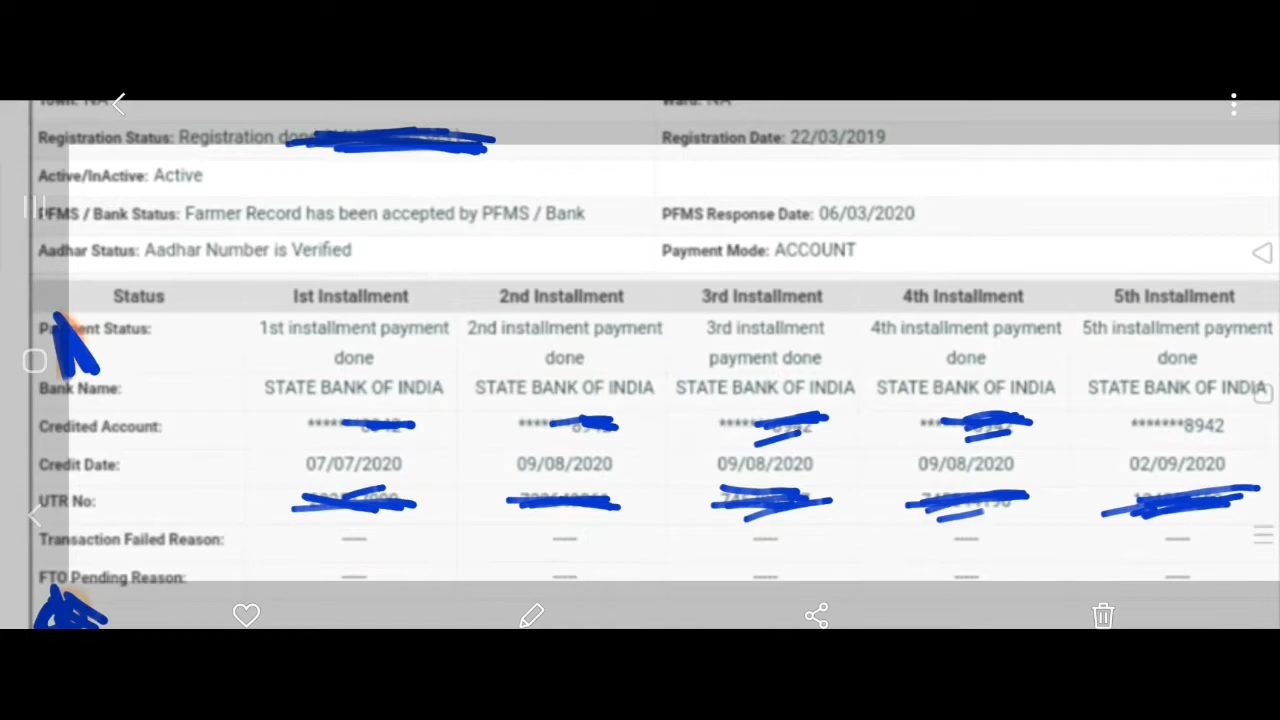 Town: NA
Ward: NA
Registration Status: Registration done
Registration Date: 22/03/2019
Active/InActive: Active
PFMS / Bank Status: Farmer Record has been accepted by PFMS / Bank
PFMS Response Date: 06/03/2020
Aadhar Status: Aadhar Number is Verified
Payment Mode: ACCOUNT
Status Ist Installment 2nd Installment 3rd Installment 4th Installment 5th Installment
Payment Status: 1st installment payment 2nd installment payment 3rd installment 4th installment payment 5th installment payment
done done payment done done done
Bank Name: STATE BANK OF INDIA STATE BANK OF INDIA STATE BANK OF INDIA STATE BANK OF INDIA STATE BANK OF INDIA
Credited Account: *******8942
Credit Date: 07/07/2020 09/08/2020 09/08/2020 09/08/2020 02/09/2020
UTR No:
Transaction Failed Reason: ---- ---- ---- ---- ----
FTO Pending Reason: ---- ---- ---- ---- ----